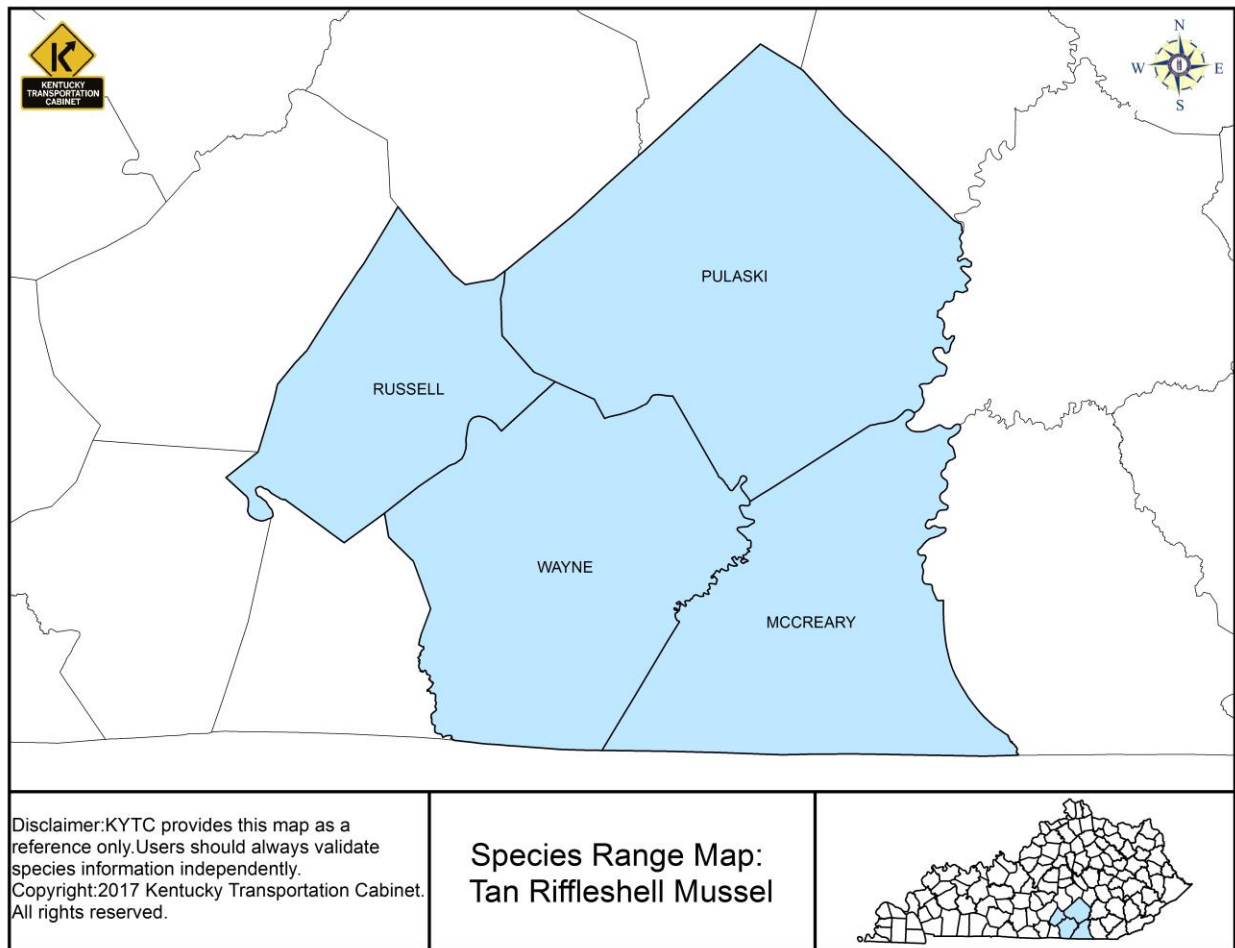 K
KENTUCKY
TRANSPORTATION
CABINET
N
W E
S
PULASKI
RUSSELL
WAYNE
MCCREARY
Disclaimer:KYTC provides this map as a
reference only.Users should always validate
species information independently.
Copyright:2017 Kentucky Transportation Cabinet.
All rights reserved.
Species Range Map:
Tan Riffleshell Mussel